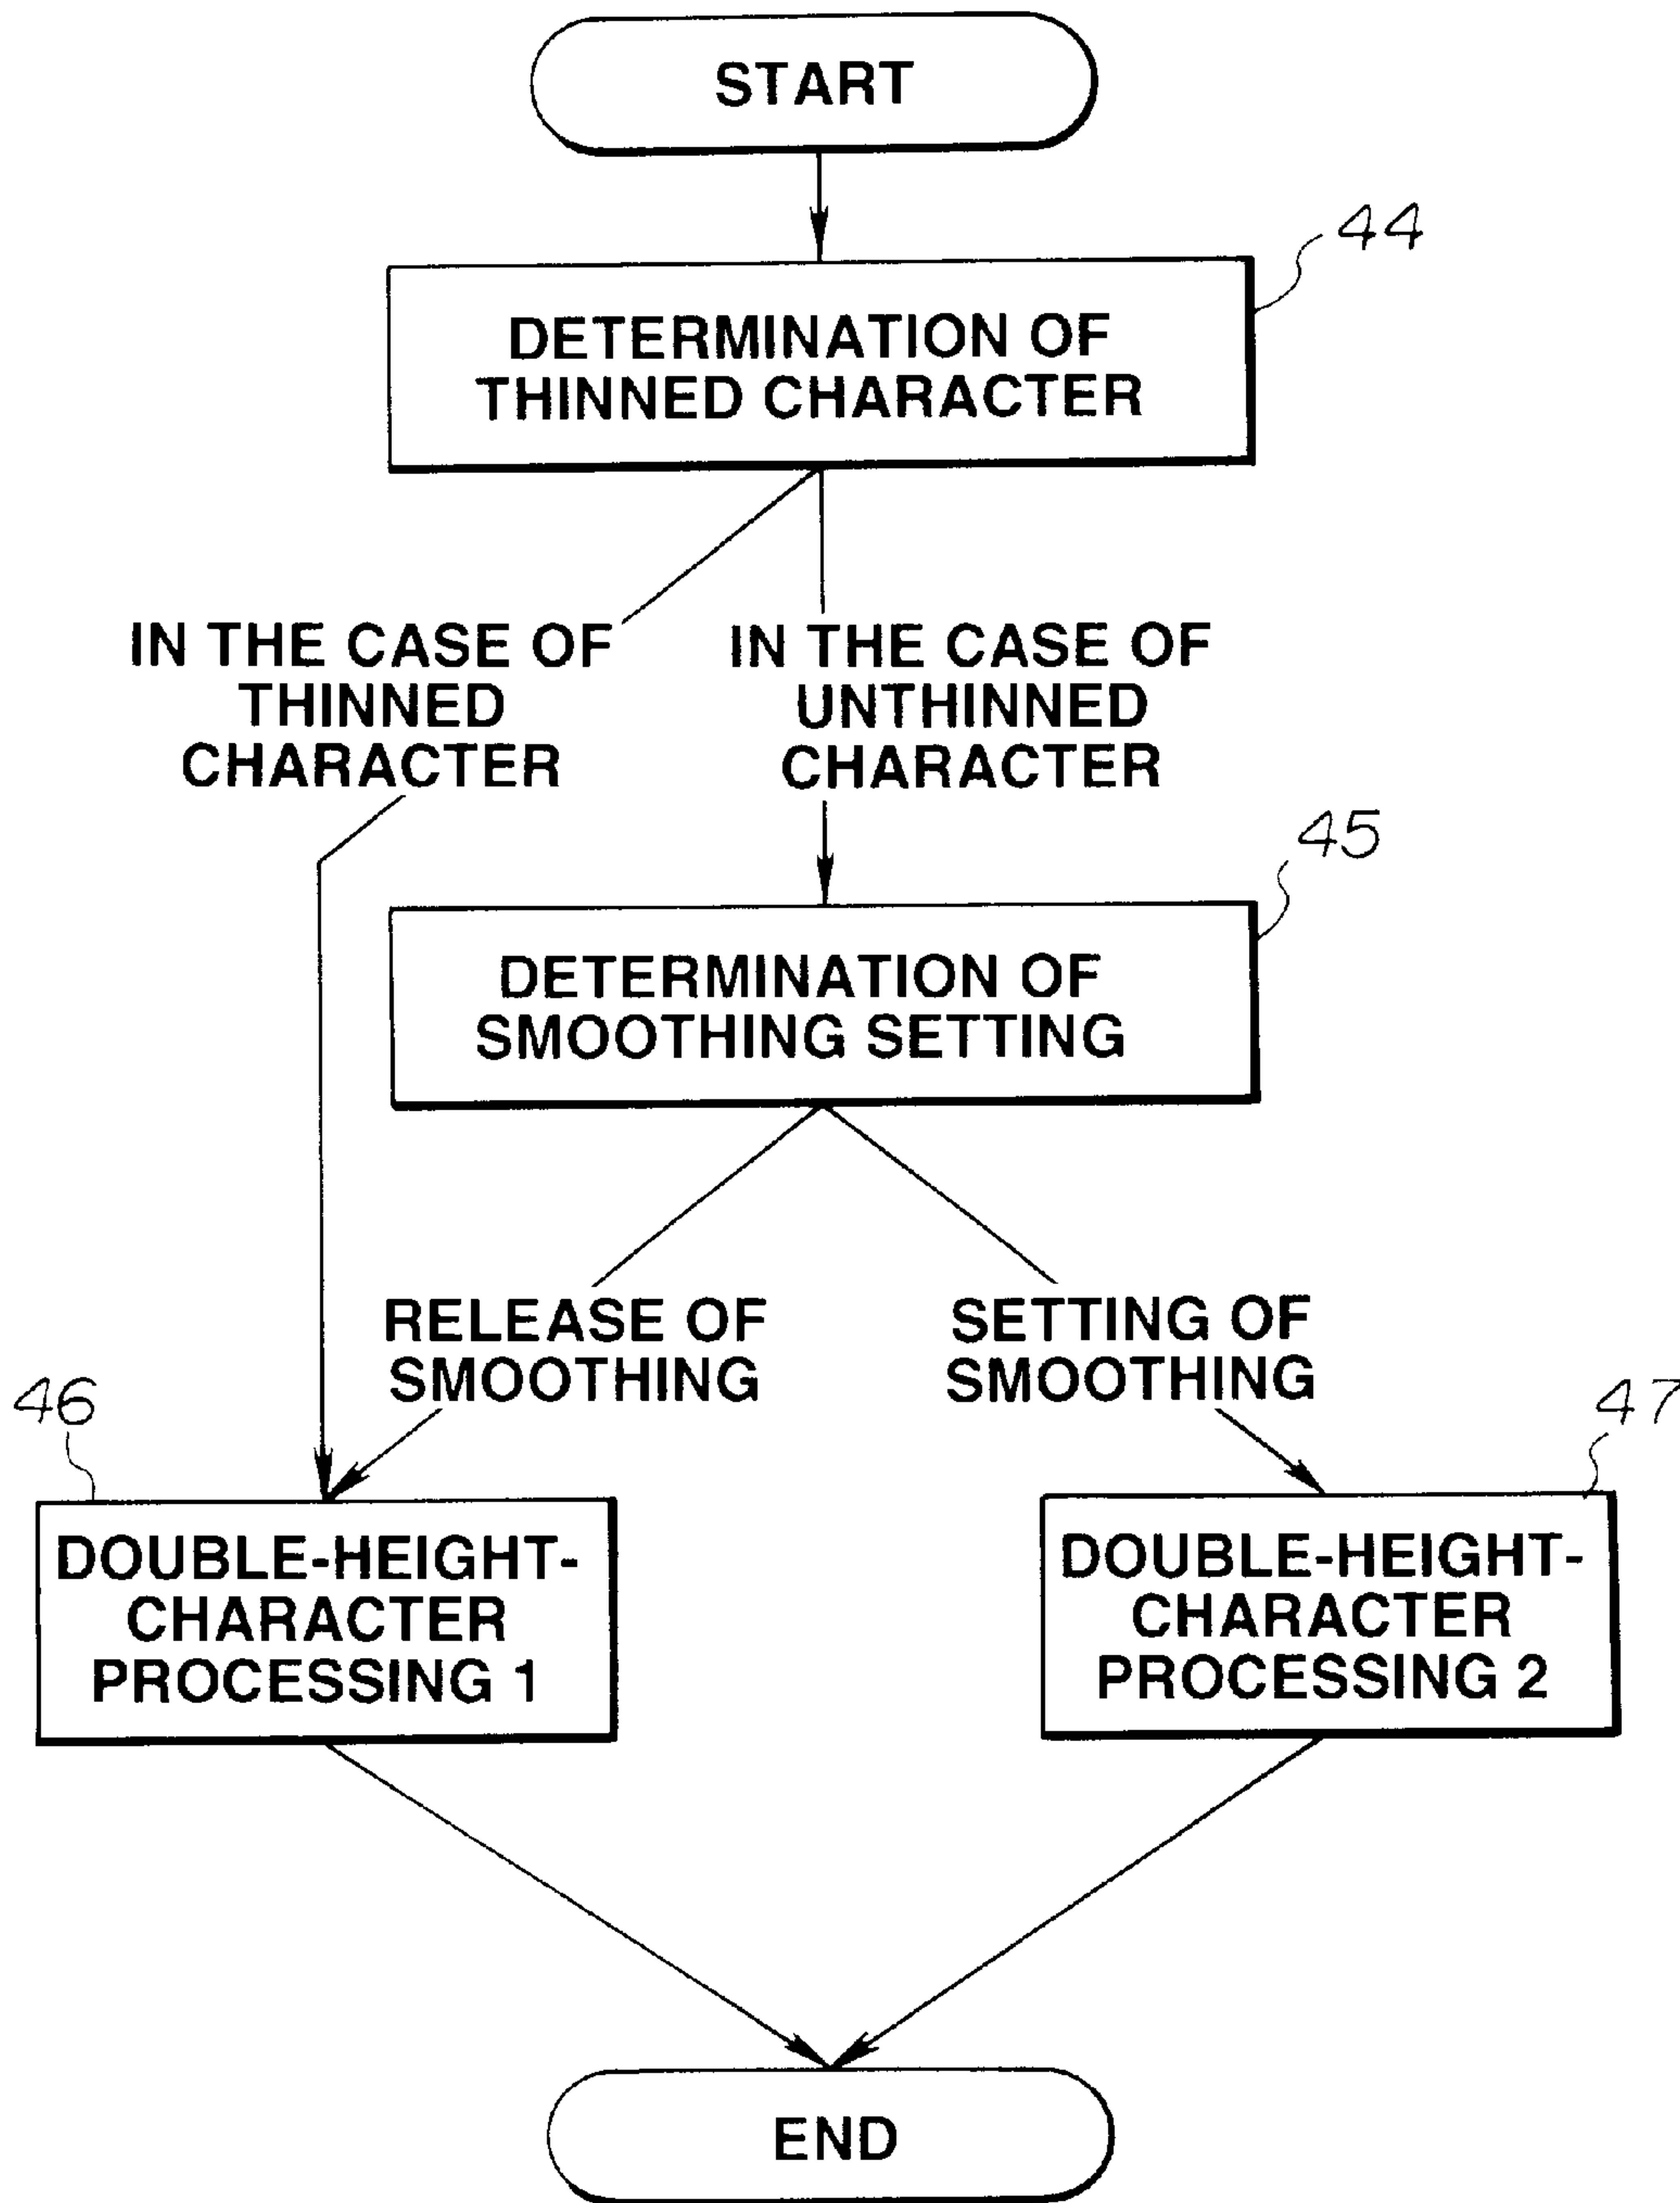 START
44
DETERMINATION OF
THINNED CHARACTER
IN THE CASE OF
THINNED
CHARACTER
IN THE CASE OF
UNTHINNED
CHARACTER
45
DETERMINATION OF
SMOOTHING SETTING
RELEASE OF
SMOOTHING
SETTING OF
SMOOTHING
46
47
DOUBLE-HEIGHT-
CHARACTER
PROCESSING 1
DOUBLE-HEIGHT-
CHARACTER
PROCESSING 2
END